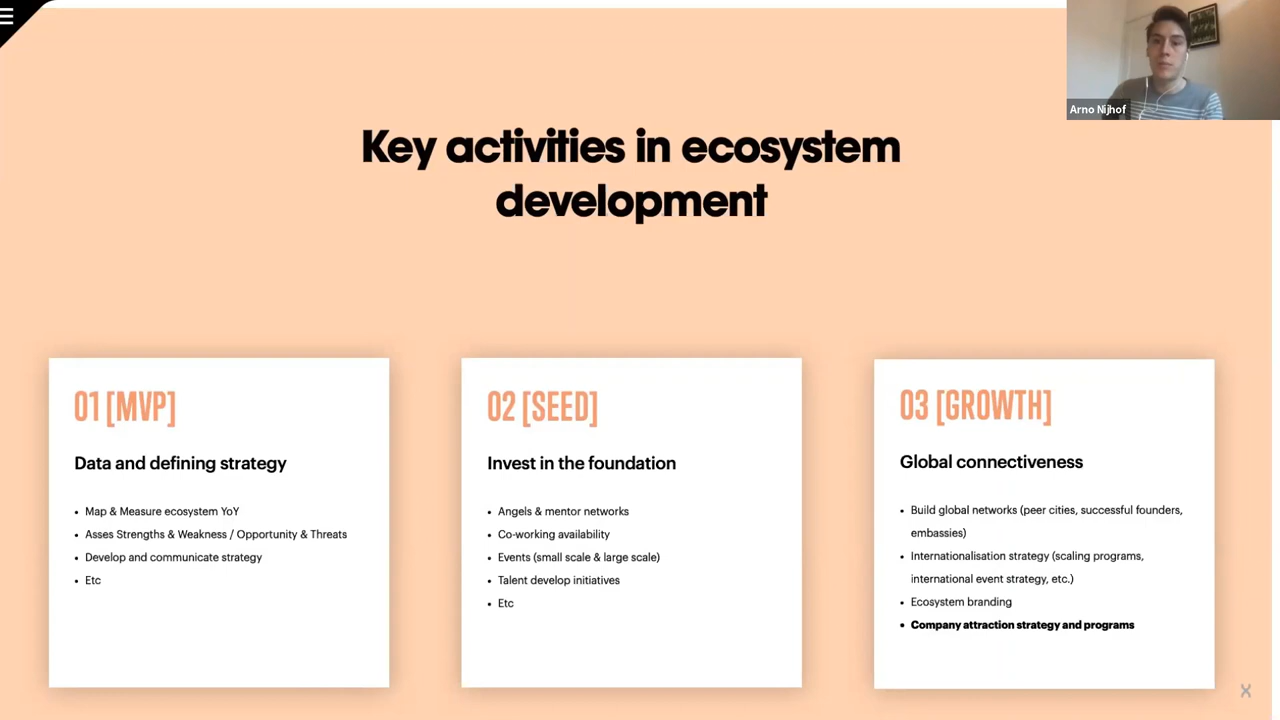 Arno Nijhof
Key activities in ecosystem
development
01 [MVP]
Data and defining strategy
• Map & Measure ecosystem YoY
• Asses Strengths & Weakness / Opportunity & Threats
• Develop and communicate strategy
• Etc
02 [SEED]
Invest in the foundation
• Angels & mentor networks
• Co-working availability
• Events (small scale & large scale)
• Talent develop initiatives
• Etc
03 [GROWTH]
Global connectiveness
• Build global networks (peer cities, successful founders,
embassies)
• Internationalisation strategy (scaling programs,
international event strategy, etc.)
• Ecosystem branding
• Company attraction strategy and programs